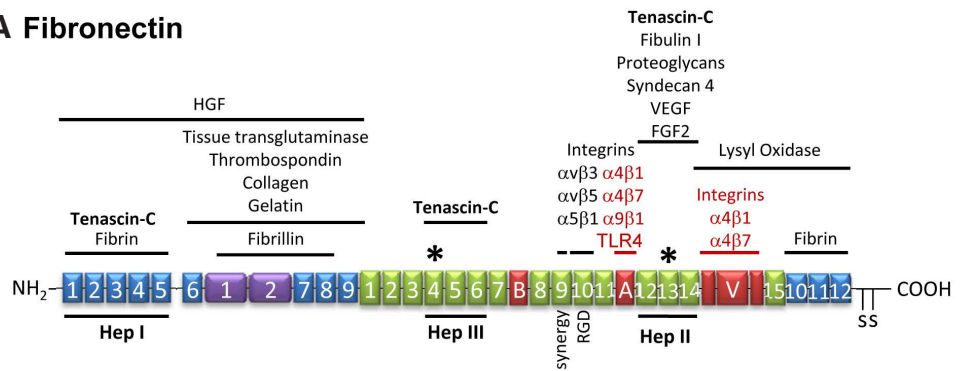 A Fibronectin
Tenascin-C
Fibulin I
Proteoglycans
Syndecan 4
VEGF
FGF2
HGF
Tissue transglutaminase
Thrombospondin
Collagen
Gelatin
Integrins
αvβ3 α4β1
αvβ5 α4β7
α5β1 α9β1
TLR4
Lysyl Oxidase
Integrins
α4β1
α4β7
Tenascin-C
Fibrin
Fibrillin
Tenascin-C
*
*
Fibrin
NH2 1 2 3 4 5 6 1 2 7 8 9 1 2 3 4 5 6 7 B 8 9 10 11 A 12 13 14 V 15 10 11 12 COOH
SS
Hep I
Hep III
synergy
RGD
Hep II